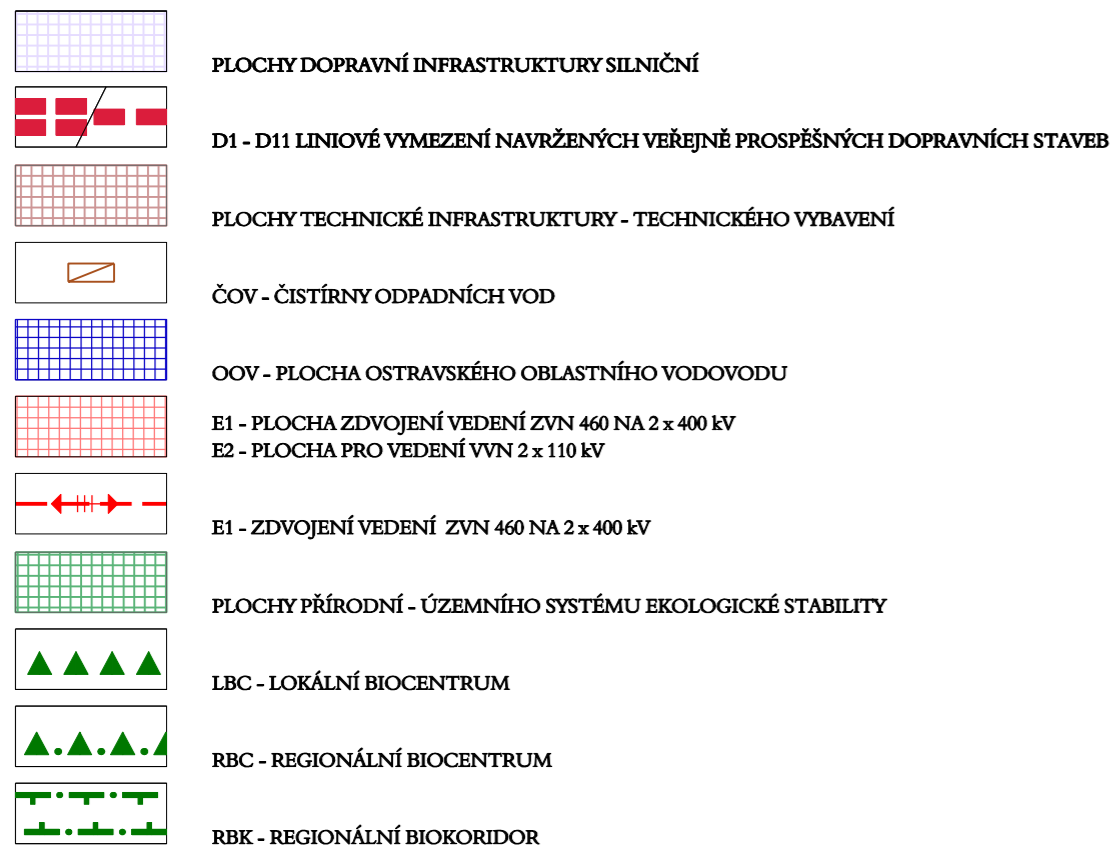 PLOCHY DOPRAVNÍ INFRASTRUKTURY SILNIČNÍ
D1 - D11 LINIOVÉ VYMEZENÍ NAVRŽENÝCH VEŘEJNĚ PROSPĚŠNÝCH DOPRAVNÍCH STAVEB
PLOCHY TECHNICKÉ INFRASTRUKTURY - TECHNICKÉHO VYBAVENÍ
ČOV - ČISTÍRNY ODPADNÍCH VOD
OOV - PLOCHA OSTRAVSKÉHO OBLASTNÍHO VODOVODU
E1 - PLOCHA ZDVOJENÍ VEDENÍ ZVN 460 NA 2 x 400 kV
E2 - PLOCHA PRO VEDENÍ VVN 2 x 110 kV
E1 - ZDVOJENÍ VEDENÍ ZVN 460 NA 2 x 400 kV
PLOCHY PŘÍRODNÍ - ÚZEMNÍHO SYSTÉMU EKOLOGICKÉ STABILITY
LBC - LOKÁLNÍ BIOCENTRUM
RBC - REGIONÁLNÍ BIOCENTRUM
RBK - REGIONÁLNÍ BIOKORIDOR